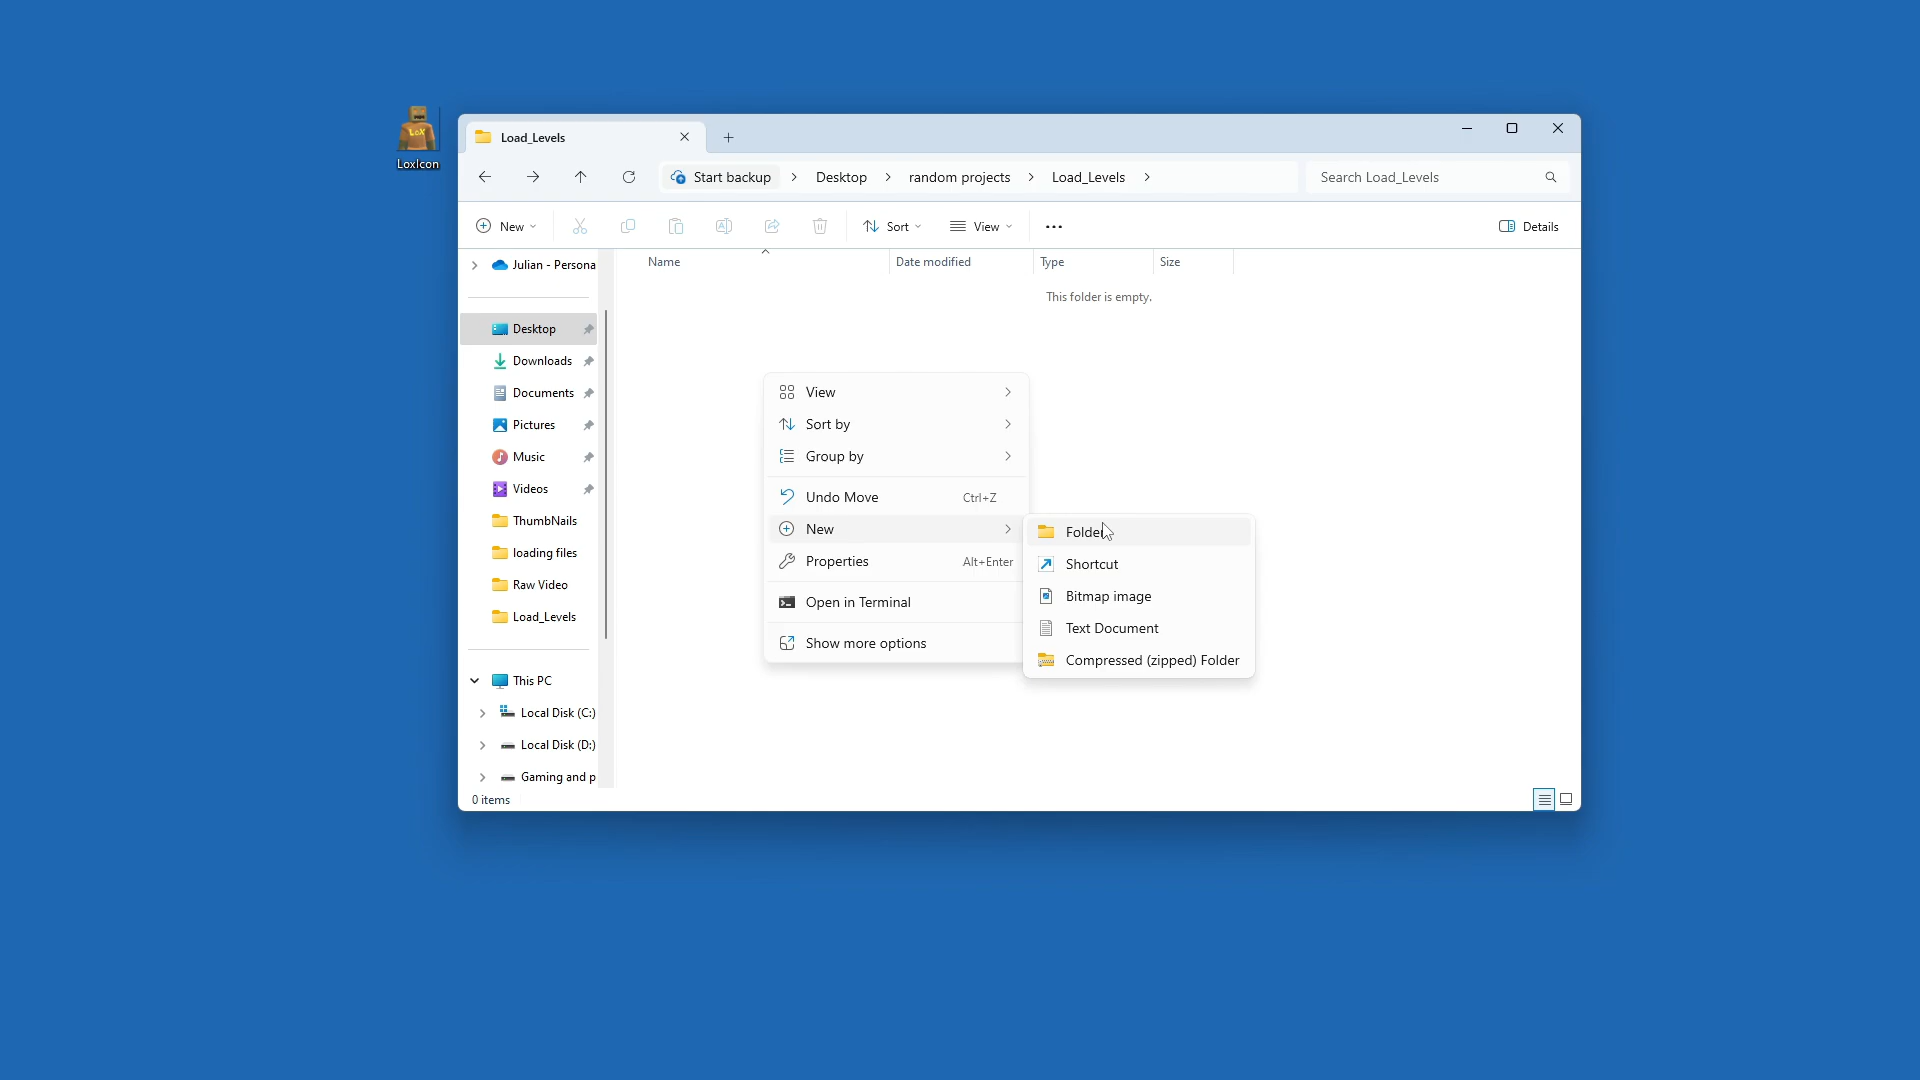 LoX
LoxIcon
Load_Levels
Start backup > Desktop > random projects > Load_Levels >
Search Load_Levels
New
Sort
View
Details
Julian - Persona
Desktop
Downloads
Documents
Pictures
Music
Videos
ThumbNails
loading files
Raw Video
Load_Levels
This PC
Local Disk (C:)
Local Disk (D:)
Gaming and p
0 items
Name
Date modified
Type
Size
This folder is empty.
View
Sort by
Group by
Undo Move Ctrl+Z
New
Properties Alt+Enter
Open in Terminal
Show more options
Folder
Shortcut
Bitmap image
Text Document
Compressed (zipped) Folder